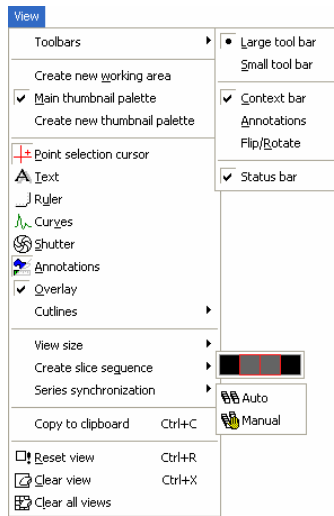 View
Toolbars
Large tool bar
Small tool bar
Create new working area
Main thumbnail palette
Context bar
Create new thumbnail palette
Annotations
Flip/Rotate
Point selection cursor
Text
Status bar
Ruler
Curves
Shutter
Annotations
Overlay
Cutlines
View size
Create slice sequence
Series synchronization
Auto
Copy to clipboard Ctrl+C
Manual
Reset view Ctrl+R
Clear view Ctrl+X
Clear all views